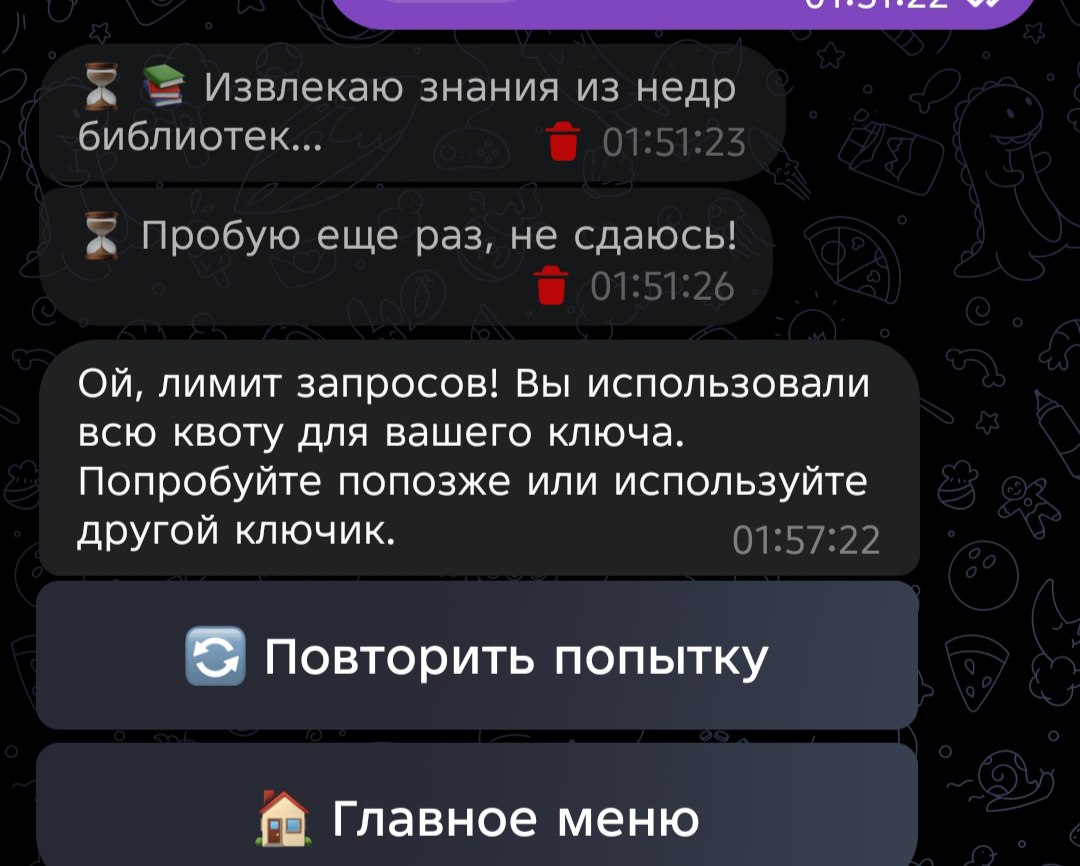 01:51:22
⏳ 📚 Извлекаю знания из недр
библиотек... 01:51:23
⏳ Пробую еще раз, не сдаюсь!
01:51:26
Ой, лимит запросов! Вы использовали
всю квоту для вашего ключа.
Попробуйте попозже или используйте
другой ключик. 01:57:22
🔄 Повторить попытку
🏠 Главное меню